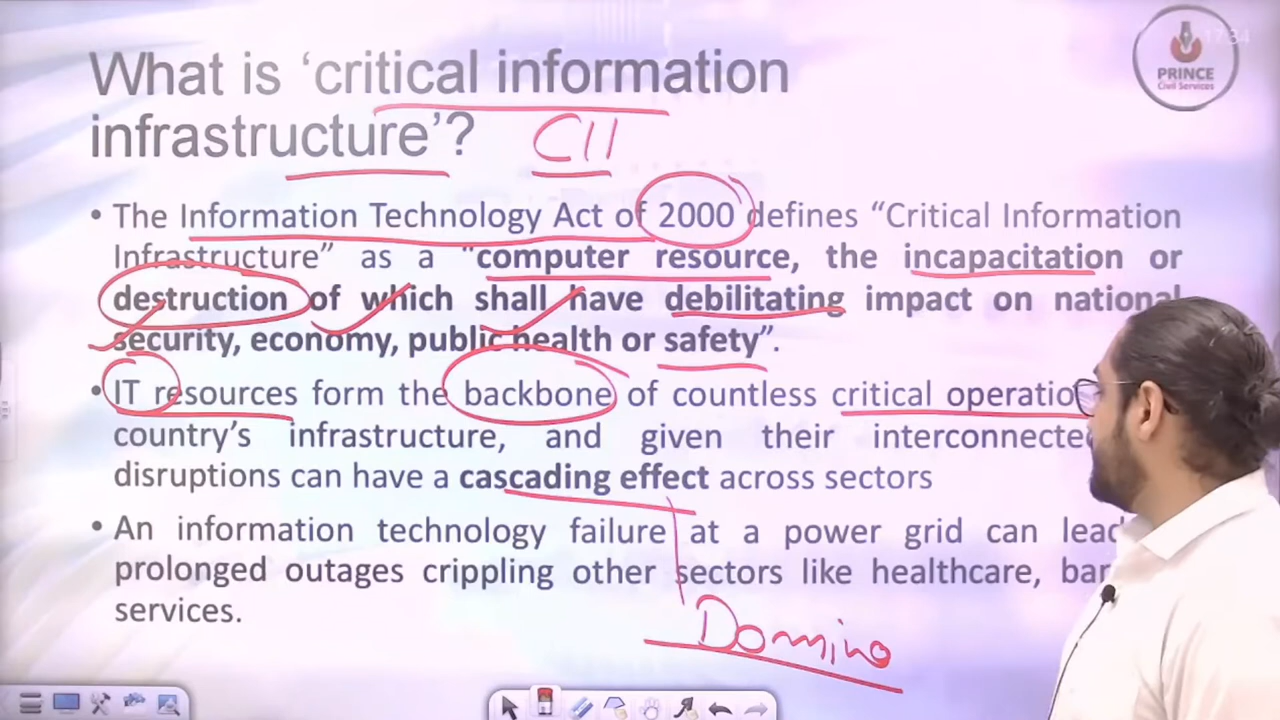 What is ‘critical information
17:34
PRINCE
Civil Services
infrastructure’?
CII
• The Information Technology Act of 2000 defines “Critical Information
Infrastructure” as a “computer resource, the incapacitation or
destruction of which shall have debilitating impact on national
security, economy, public health or safety”.
• IT resources form the backbone of countless critical operatio
country’s infrastructure, and given their interconnected
disruptions can have a cascading effect across sectors
• An information technology failure at a power grid can lead
prolonged outages crippling other sectors like healthcare, ban
services.
Domino